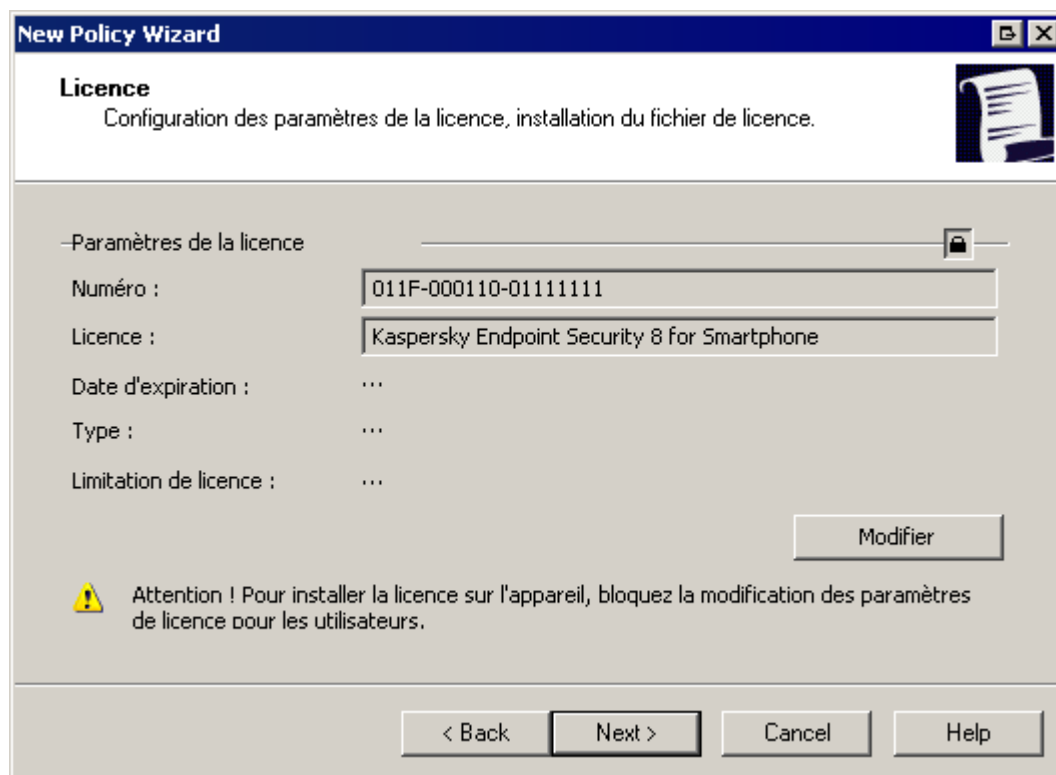 New Policy Wizard
Licence
Configuration des paramètres de la licence, installation du fichier de licence.
Paramètres de la licence
Numéro : 011F-000110-01111111
Licence : Kaspersky Endpoint Security 8 for Smartphone
Date d'expiration : ...
Type : ...
Limitation de licence : ...
Modifier
Attention ! Pour installer la licence sur l'appareil, bloquez la modification des paramètres
de licence pour les utilisateurs.
< Back Next > Cancel Help